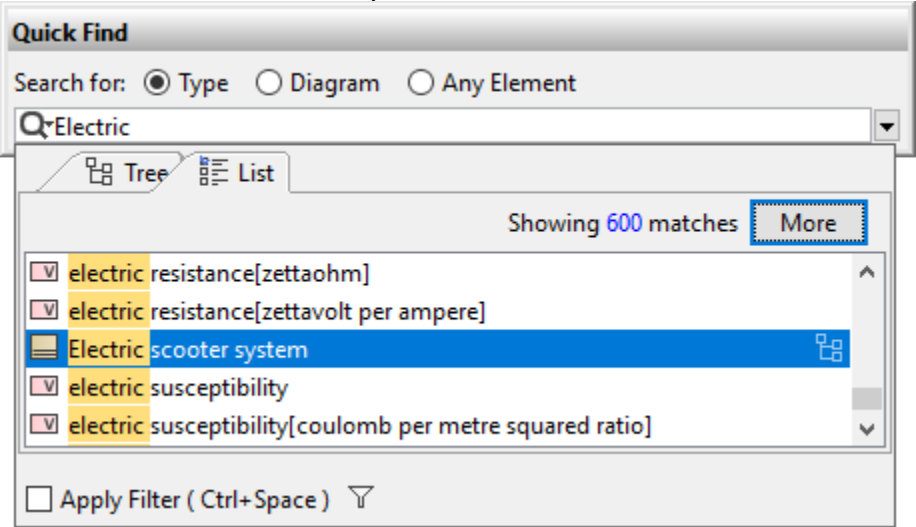 Quick Find
Search for: Type Diagram Any Element
Electric
Tree List
Showing 600 matches More
V electric resistance[zettaohm]
V electric resistance[zettavolt per ampere]
Electric scooter system
V electric susceptibility
V electric susceptibility[coulomb per metre squared ratio]
Apply Filter ( Ctrl+Space )